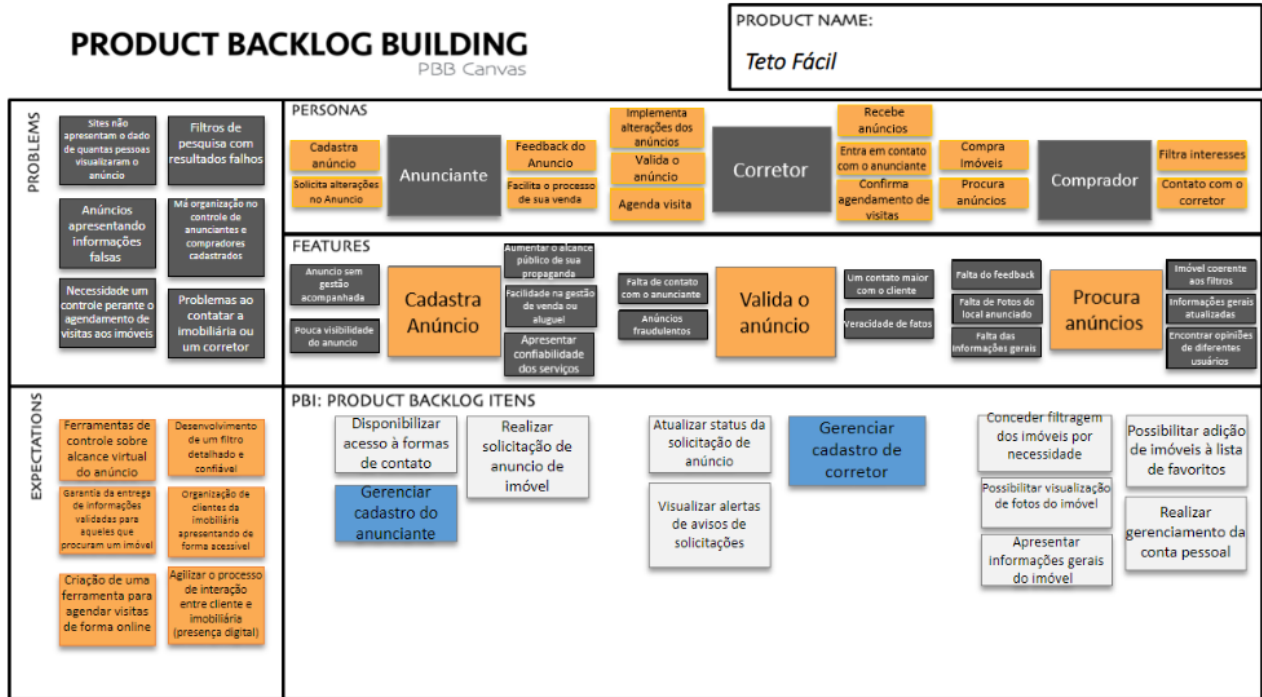 PRODUCT BACKLOG BUILDING
PBB Canvas
PRODUCT NAME:
Teto Fácil
PROBLEMS
Sites não
apresentam o dado
de quantas pessoas
visualizaram o
anúncio
Filtros de
pesquisa com
resultados falhos
Anúncios
apresentando
informações
falsas
Má organização no
controle de
anunciantes e
compradores
cadastrados
Necessidade um
controle perante o
agendamento de
visitas aos imóveis
Problemas ao
contatar a
imobiliária ou
um corretor
PERSONAS
Cadastra
anúncio
Solicita alterações
no Anuncio
Anunciante
Feedback do
Anuncio
Facilita o processo
de sua venda
Implementa
alterações dos
anúncios
Valida o
anúncio
Agenda visita
Corretor
Recebe
anúncios
Entra em contato
com o anunciante
Confirma
agendamento de
visitas
Compra
Imóveis
Procura
anúncios
Comprador
Filtra interesses
Contato com o
corretor
FEATURES
Anuncio sem
gestão
acompanhada
Pouca visibilidade
do anuncio
Cadastra
Anúncio
Aumentar o alcance
público de sua
propaganda
Facilidade na gestão
de venda ou
aluguel
Apresentar
confiabilidade
dos serviços
Falta de contato
com o anunciante
Anúncios
fraudulentos
Valida o
anúncio
Um contato maior
com o cliente
Veracidade de fatos
Falta do feedback
Falta de Fotos do
local anunciado
Falta das
Informações gerais
Procura
anúncios
Imóvel coerente
aos filtros
Informações gerais
atualizadas
Encontrar opiniões
de diferentes
usuários
EXPECTATIONS
Ferramentas de
controle sobre
alcance virtual
do anúncio
Desenvolvimento
de um filtro
detalhado e
confiável
Garantia da entrega
de informações
validadas para
aqueles que
procuram um imóvel
Organização de
clientes da
imobiliária
apresentando de
forma acessível
Criação de uma
ferramenta para
agendar visitas
de forma online
Agilizar o processo
de interação
entre cliente e
imobiliária
(presença digital)
PBI: PRODUCT BACKLOG ITENS
Disponibilizar
acesso à formas
de contato
Gerenciar
cadastro do
anunciante
Realizar
solicitação de
anuncio de
imóvel
Atualizar status da
solicitação de
anúncio
Visualizar alertas
de avisos de
solicitações
Gerenciar
cadastro de
corretor
Conceder filtragem
dos imóveis por
necessidade
Possibilitar visualização
de fotos do imóvel
Apresentar
informações gerais
do imóvel
Possibilitar adição
de imóveis à lista
de favoritos
Realizar
gerenciamento da
conta pessoal